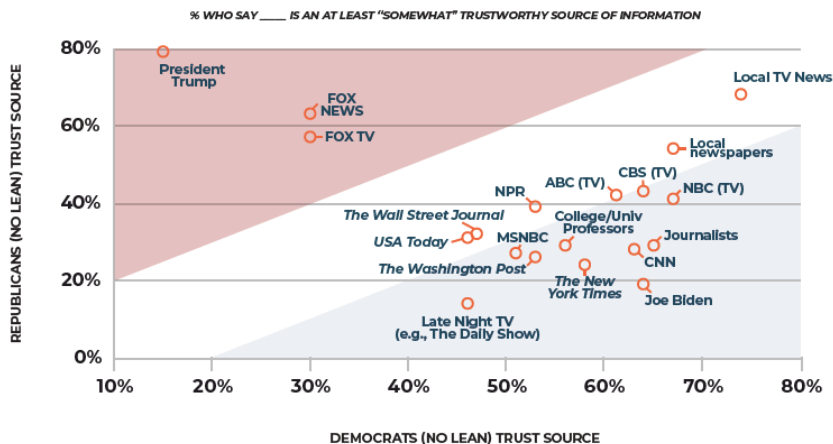 % WHO SAY ____ IS AN AT LEAST “SOMEWHAT” TRUSTWORTHY SOURCE OF INFORMATION
REPUBLICANS (NO LEAN) TRUST SOURCE
80%
60%
40%
20%
0%
President
Trump
FOX
NEWS
FOX TV
Local TV News
Local
newspapers
CBS (TV)
ABC (TV)
NBC (TV)
NPR
The Wall Street Journal
College/Univ
Professors
USA Today
MSNBC
Journalists
The Washington Post
CNN
The New
York Times
Joe Biden
Late Night TV
(e.g., The Daily Show)
10%
20%
30%
40%
50%
60%
70%
80%
DEMOCRATS (NO LEAN) TRUST SOURCE